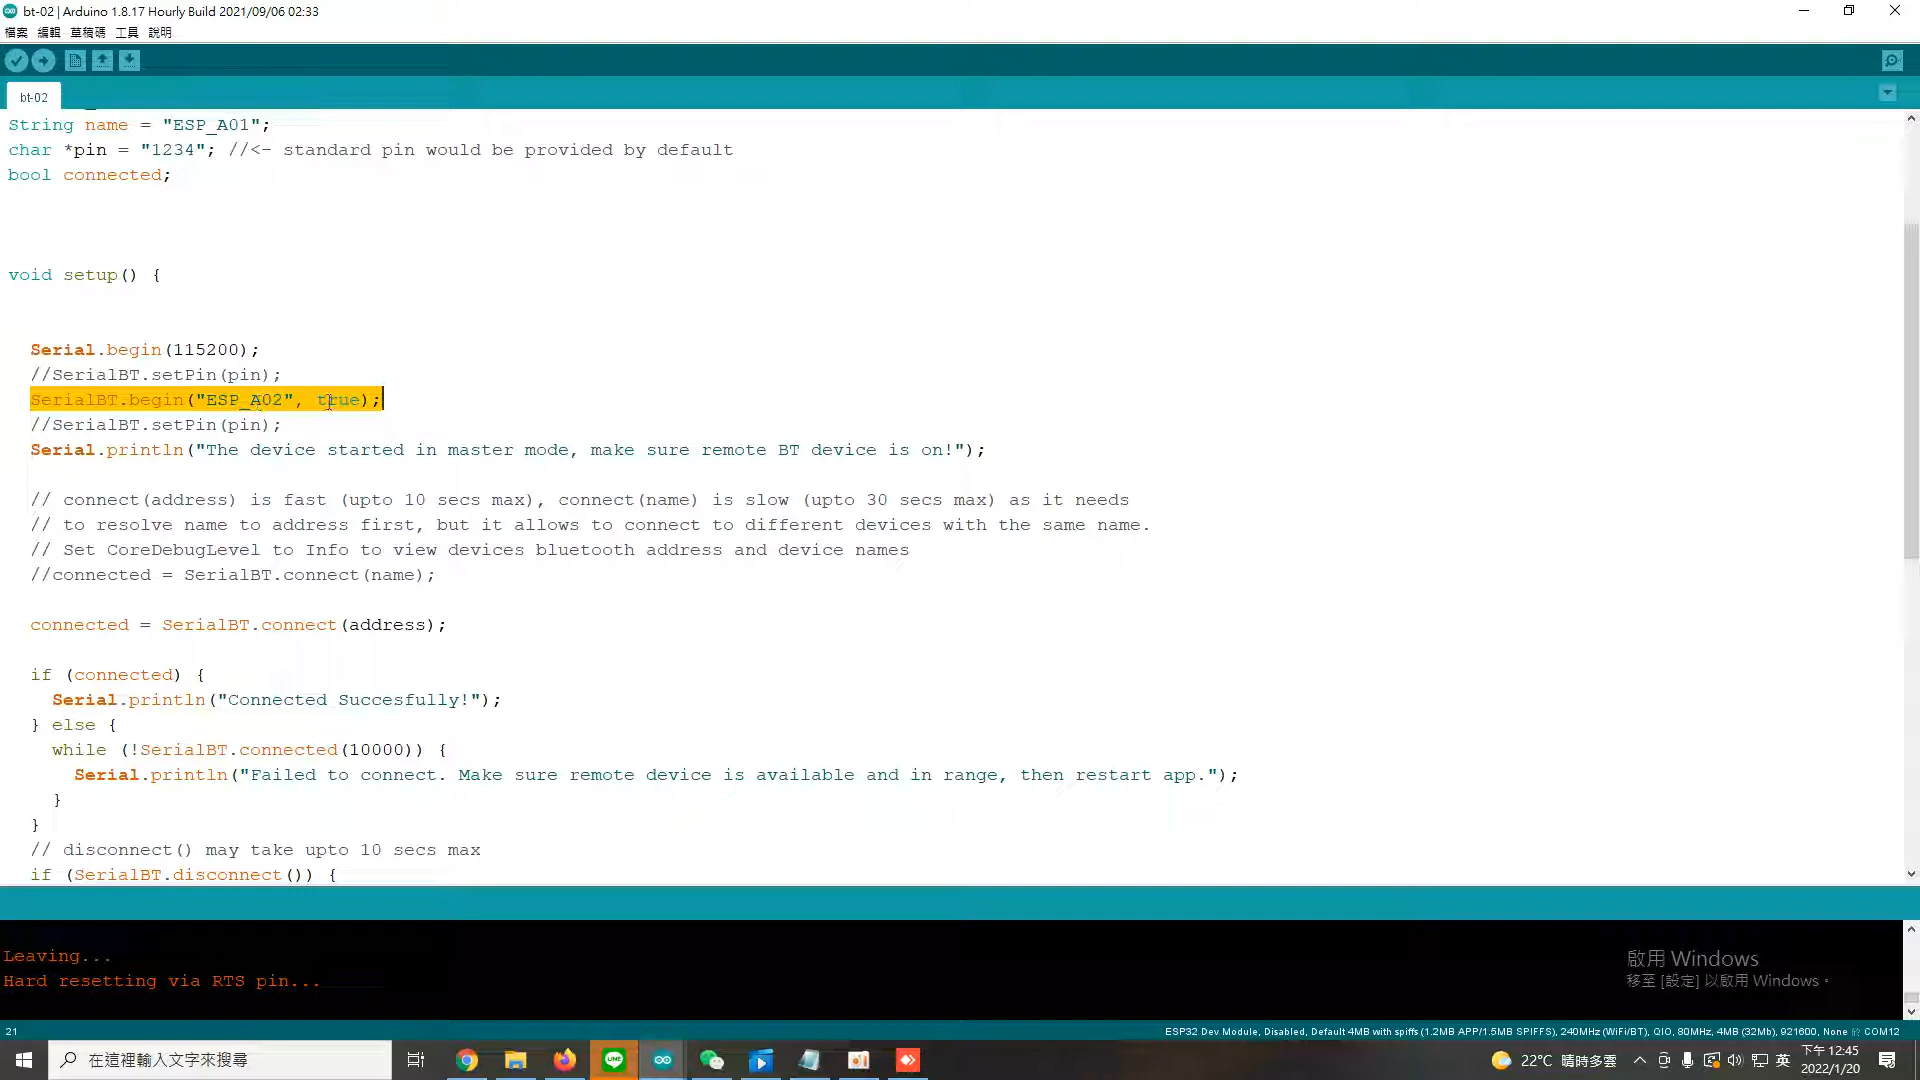 bt-02 | Arduino 1.8.17 Hourly Build 2021/09/06 02:33
檔案 編輯 草稿碼 工具 說明
bt-02
String name = "ESP_A01";
char *pin = "1234"; //<- standard pin would be provided by default
bool connected;
void setup() {
Serial.begin(115200);
//SerialBT.setPin(pin);
SerialBT.begin("ESP_A02", true);
//SerialBT.setPin(pin);
Serial.println("The device started in master mode, make sure remote BT device is on!");
// connect(address) is fast (upto 10 secs max), connect(name) is slow (upto 30 secs max) as it needs
// to resolve name to address first, but it allows to connect to different devices with the same name.
// Set CoreDebugLevel to Info to view devices bluetooth address and device names
//connected = SerialBT.connect(name);
connected = SerialBT.connect(address);
if (connected) {
Serial.println("Connected Succesfully!");
} else {
while (!SerialBT.connected(10000)) {
Serial.println("Failed to connect. Make sure remote device is available and in range, then restart app.");
}
}
// disconnect() may take upto 10 secs max
if (SerialBT.disconnect()) {
Leaving...
Hard resetting via RTS pin...
啟用 Windows
移至 [設定] 以啟用 Windows。
21
ESP32 Dev Module, Disabled, Default 4MB with spiffs (1.2MB APP/1.5MB SPIFFS), 240MHz (WiFi/BT), QIO, 80MHz, 4MB (32Mb), 921600, None 於 COM12
在這裡輸入文字來搜尋
LINE
22°C 晴時多雲
英
下午 12:45
2022/1/20